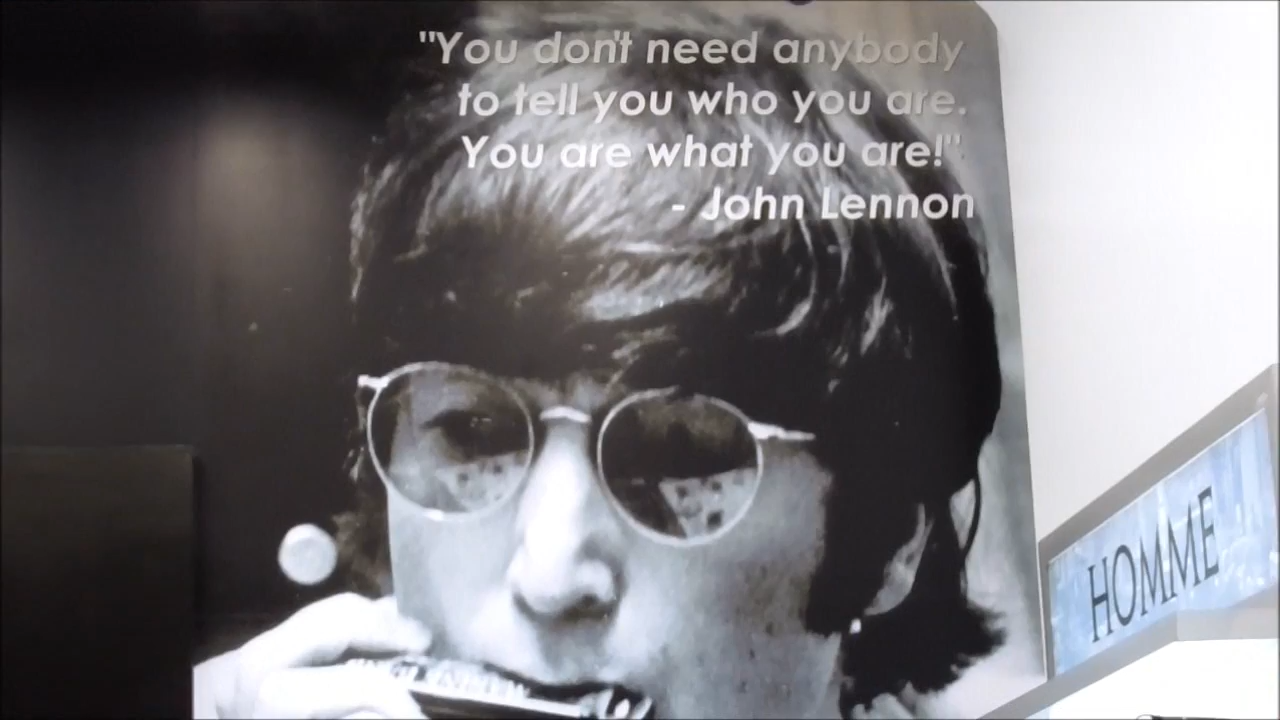 "You don't need anybody
to tell you who you are.
You are what you are!"
- John Lennon
HOMME